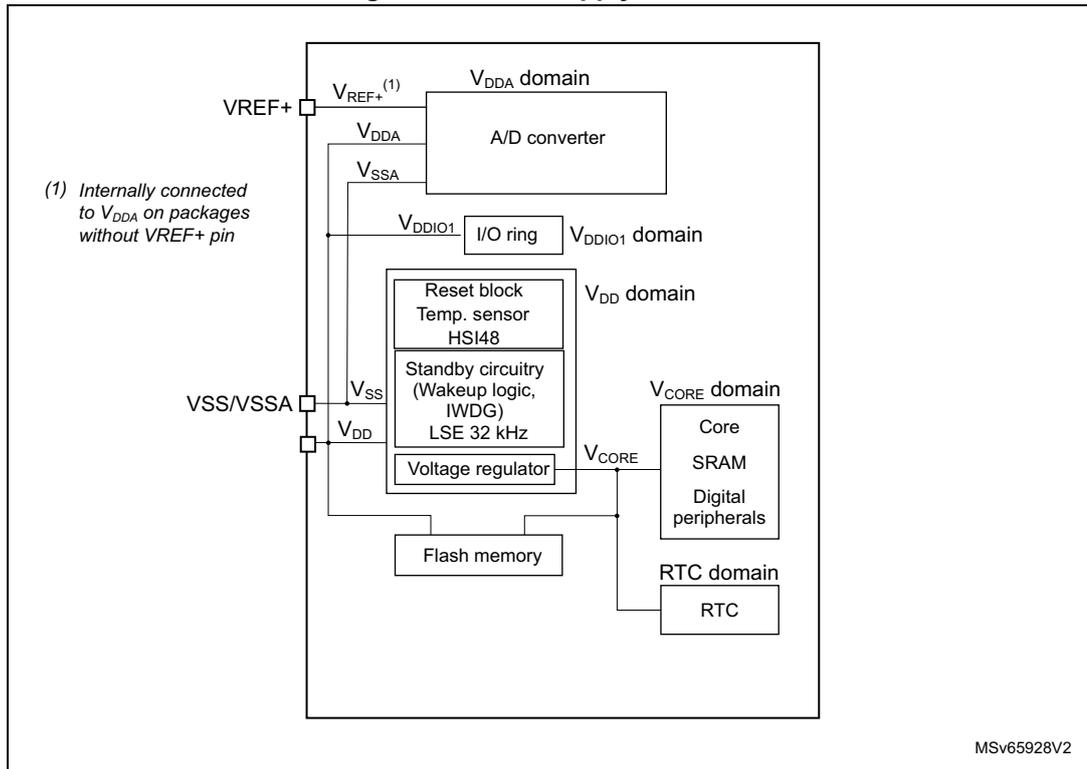 VREF+
VREF+(1)
VDDA domain
A/D converter
VDDA
VSSA
(1) Internally connected
to VDDA on packages
without VREF+ pin
VDDIO1
I/O ring
VDDIO1 domain
VDD domain
Reset block
Temp. sensor
HSI48
Standby circuitry
(Wakeup logic,
IWDG)
LSE 32 kHz
Voltage regulator
VSS/VSSA
VSS
VDD
VCORE
VCORE domain
Core
SRAM
Digital
peripherals
Flash memory
RTC domain
RTC
MSv65928V2